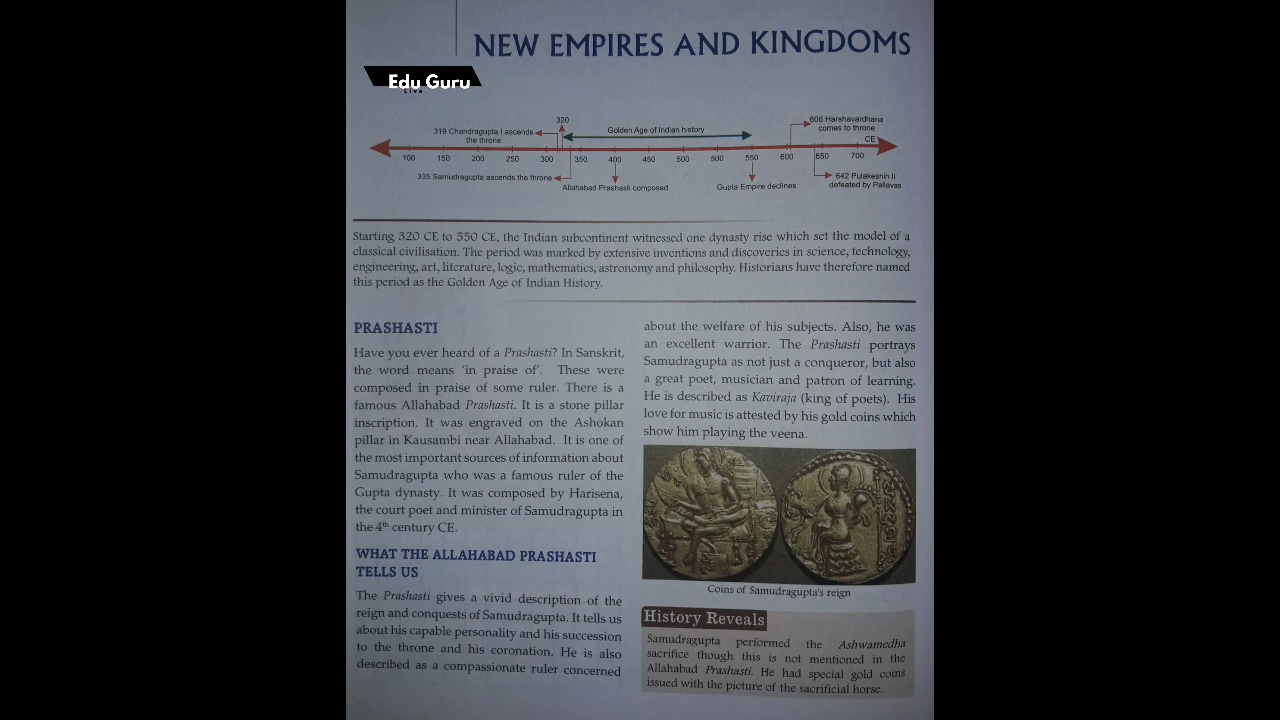 NEW EMPIRES AND KINGDOMS
Edu Guru
320
319 Chandragupta I ascends
the throne
Golden Age of Indian history
606 Harshavardhana
comes to throne
CE
100 150 200 250 300 350 400 450 500 500 550 600 650 700
335 Samudragupta ascends the throne
Allahabad Prashasti composed
Gupta Empire declines
642 Pulakeshin II
defeated by Pallavas
Starting 320 CE to 550 CE, the Indian subcontinent witnessed one dynasty rise which set the model of a
classical civilisation. The period was marked by extensive inventions and discoveries in science, technology,
engineering, art, literature, logic, mathematics, astronomy and philosophy. Historians have therefore named
this period as the Golden Age of Indian History.
PRASHASTI
Have you ever heard of a Prashasti? In Sanskrit,
the word means 'in praise of'. These were
composed in praise of some ruler. There is a
famous Allahabad Prashasti. It is a stone pillar
inscription. It was engraved on the Ashokan
pillar in Kausambi near Allahabad. It is one of
the most important sources of information about
Samudragupta who was a famous ruler of the
Gupta dynasty. It was composed by Harisena,
the court poet and minister of Samudragupta in
the 4th century CE.
WHAT THE ALLAHABAD PRASHASTI
TELLS US
The Prashasti gives a vivid description of the
reign and conquests of Samudragupta. It tells us
about his capable personality and his succession
to the throne and his coronation. He is also
described as a compassionate ruler concerned
about the welfare of his subjects. Also, he was
an excellent warrior. The Prashasti portrays
Samudragupta as not just a conqueror, but also
a great poet, musician and patron of learning.
He is described as Kaviraja (king of poets). His
love for music is attested by his gold coins which
show him playing the veena.
Coins of Samudragupta's reign
History Reveals
Samudragupta performed the Ashwamedha
sacrifice though this is not mentioned in the
Allahabad Prashasti. He had special gold coins
issued with the picture of the sacrificial horse.